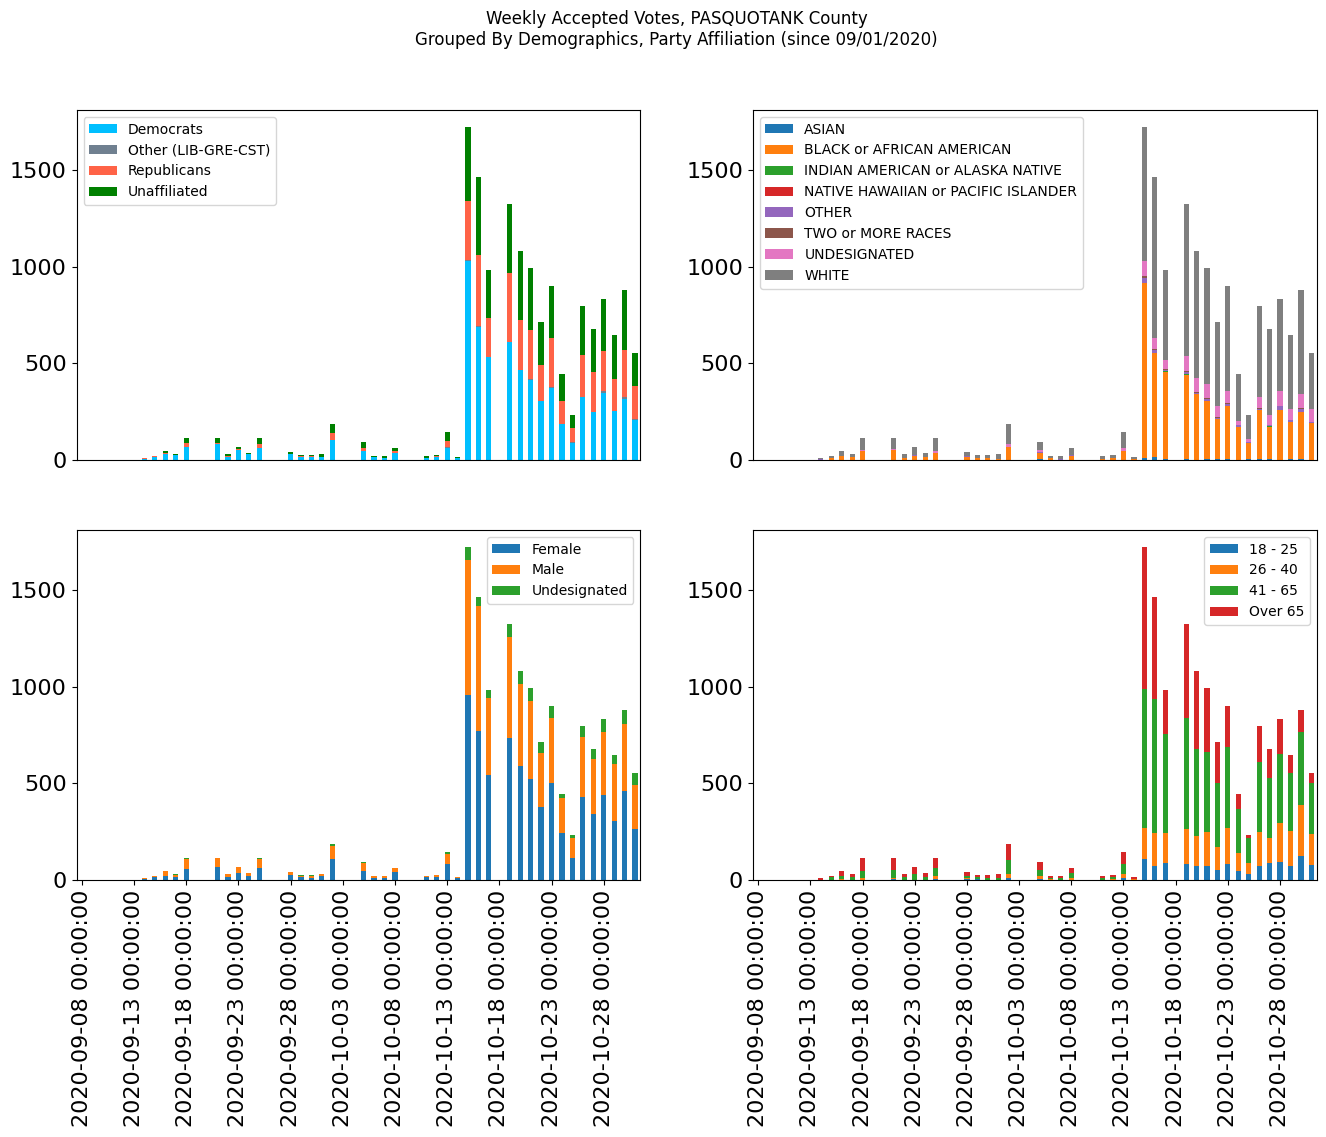 Weekly Accepted Votes, PASQUOTANK County
Grouped By Demographics, Party Affiliation (since 09/01/2020)
1500
1000
500
0
Democrats
Other (LIB-GRE-CST)
Republicans
Unaffiliated
1500
1000
500
0
ASIAN
BLACK or AFRICAN AMERICAN
INDIAN AMERICAN or ALASKA NATIVE
NATIVE HAWAIIAN or PACIFIC ISLANDER
OTHER
TWO or MORE RACES
UNDESIGNATED
WHITE
1500
1000
500
0
Female
Male
Undesignated
2020-09-08 00:00:00
2020-09-13 00:00:00
2020-09-18 00:00:00
2020-09-23 00:00:00
2020-09-28 00:00:00
2020-10-03 00:00:00
2020-10-08 00:00:00
2020-10-13 00:00:00
2020-10-18 00:00:00
2020-10-23 00:00:00
2020-10-28 00:00:00
1500
1000
500
0
18 - 25
26 - 40
41 - 65
Over 65
2020-09-08 00:00:00
2020-09-13 00:00:00
2020-09-18 00:00:00
2020-09-23 00:00:00
2020-09-28 00:00:00
2020-10-03 00:00:00
2020-10-08 00:00:00
2020-10-13 00:00:00
2020-10-18 00:00:00
2020-10-23 00:00:00
2020-10-28 00:00:00